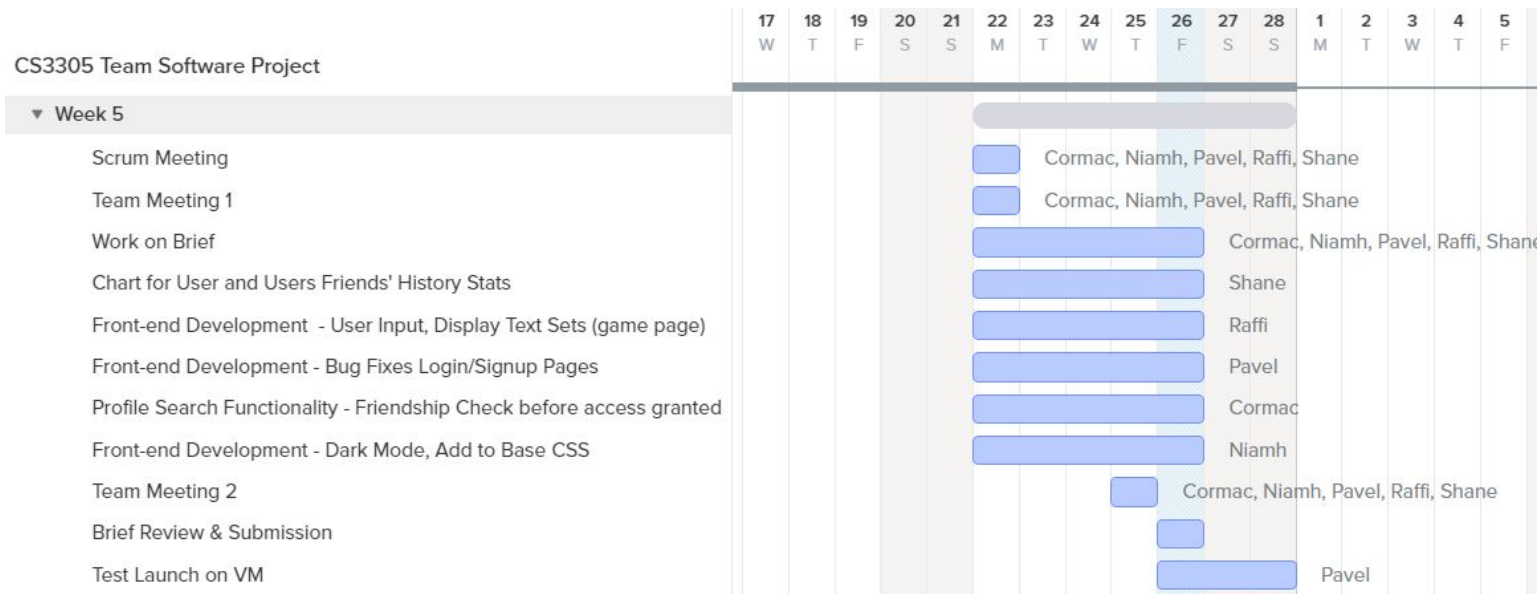 17 18 19 20 21 22 23 24 25 26 27 28 1 2 3 4 5
W T F S S M T W T F S S M T W T F
CS3305 Team Software Project
Week 5
Scrum Meeting Cormac, Niamh, Pavel, Raffi, Shane
Team Meeting 1 Cormac, Niamh, Pavel, Raffi, Shane
Work on Brief Cormac, Niamh, Pavel, Raffi, Shane
Chart for User and Users Friends' History Stats Shane
Front-end Development - User Input, Display Text Sets (game page) Raffi
Front-end Development - Bug Fixes Login/Signup Pages Pavel
Profile Search Functionality - Friendship Check before access granted Cormac
Front-end Development - Dark Mode, Add to Base CSS Niamh
Team Meeting 2 Cormac, Niamh, Pavel, Raffi, Shane
Brief Review & Submission
Test Launch on VM Pavel